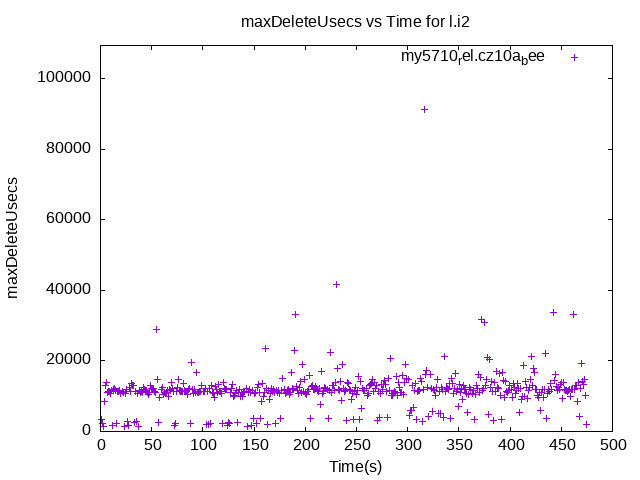 maxDeleteUsecs vs Time for l.i2
my5710rel.cz10abee
100000
80000
60000
40000
20000
0
maxDeleteUsecs
0 50 100 150 200 250 300 350 400 450 500
Time(s)